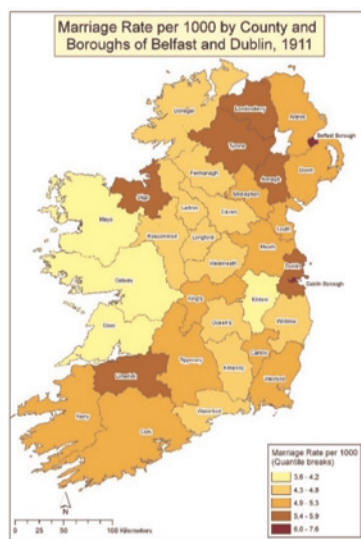 Marriage Rate per 1000 by County and
Boroughs of Belfast and Dublin, 1911
Donegal
Londonderry
Antrim
Belfast Borough
Tyrone
Down
Fermanagh
Armagh
Monaghan
Sligo
Leitrim
Cavan
Mayo
Roscommon
Longford
Louth
Meath
Westmeath
Dublin
Dublin Borough
Galway
King's
Kildare
Queen's
Wicklow
Clare
Carlow
Tipperary
Kilkenny
Limerick
Wexford
Waterford
Kerry
Cork
N
0 25 50 100 Kilometers
Marriage Rate per 1000
(Quantile breaks)
3.6 - 4.2
4.3 - 4.8
4.9 - 5.3
5.4 - 5.9
6.0 - 7.6